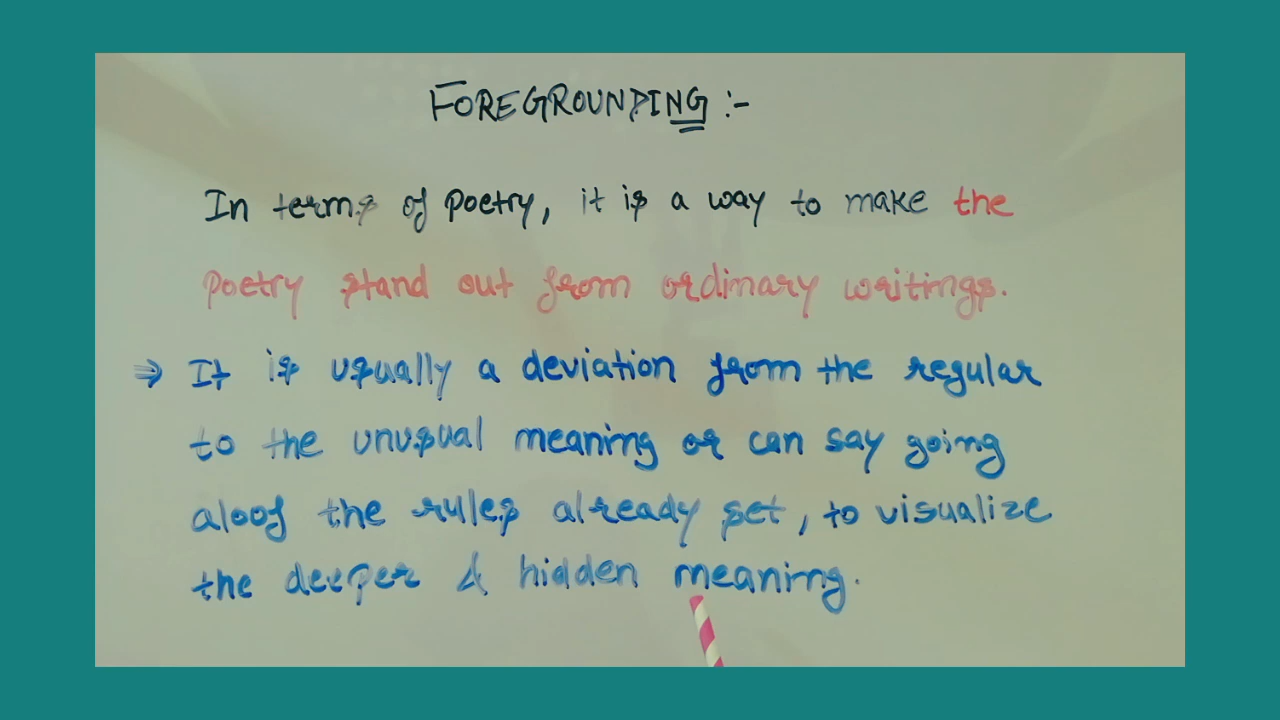 FOREGROUNDING :-
In terms of Poetry, it is a way to make the
Poetry stand out from ordinary writings.
⇒ It is usually a deviation from the regular
to the unusual meaning or can say going
aloof the rules already set, to visualize
the deeper & hidden meaning.